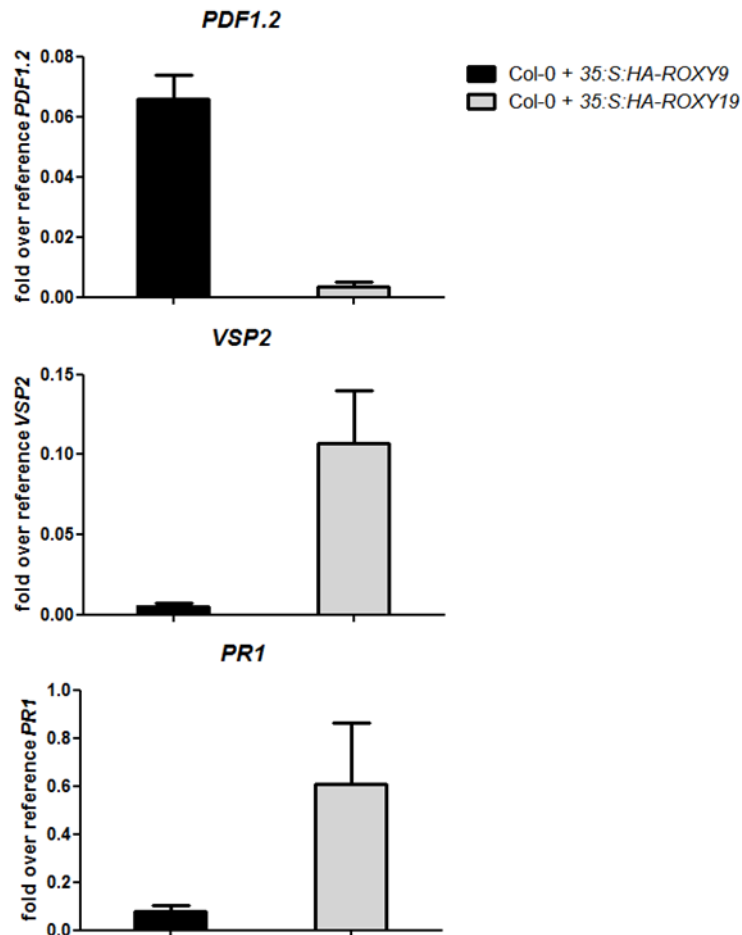 PDF1.2
fold over reference PDF1.2
0.08
0.06
0.04
0.02
0.00
Col-0 + 35:S:HA-ROXY9
Col-0 + 35:S:HA-ROXY19
VSP2
fold over reference VSP2
0.15
0.10
0.05
0.00
PR1
fold over reference PR1
1.0
0.8
0.6
0.4
0.2
0.0